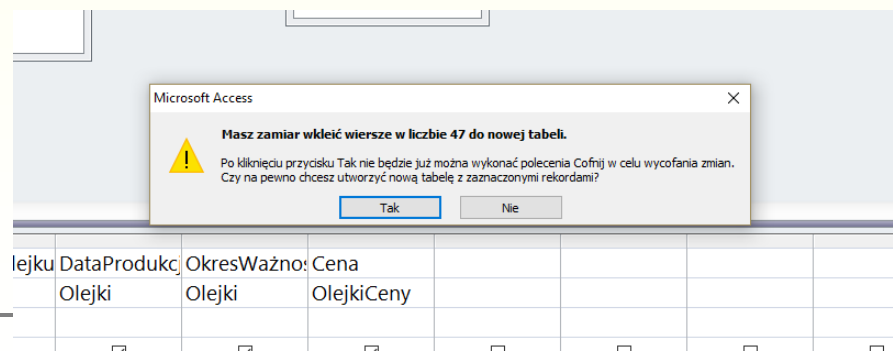 Microsoft Access
Masz zamiar wkleić wiersze w liczbie 47 do nowej tabeli.
Po kliknięciu przycisku Tak nie będzie już można wykonać polecenia Cofnij w celu wycofania zmian.
Czy na pewno chcesz utworzyć nową tabelę z zaznaczonymi rekordami?
Tak Nie
lejku DataProdukcj OkresWażnoś Cena
Olejki Olejki OlejkiCeny